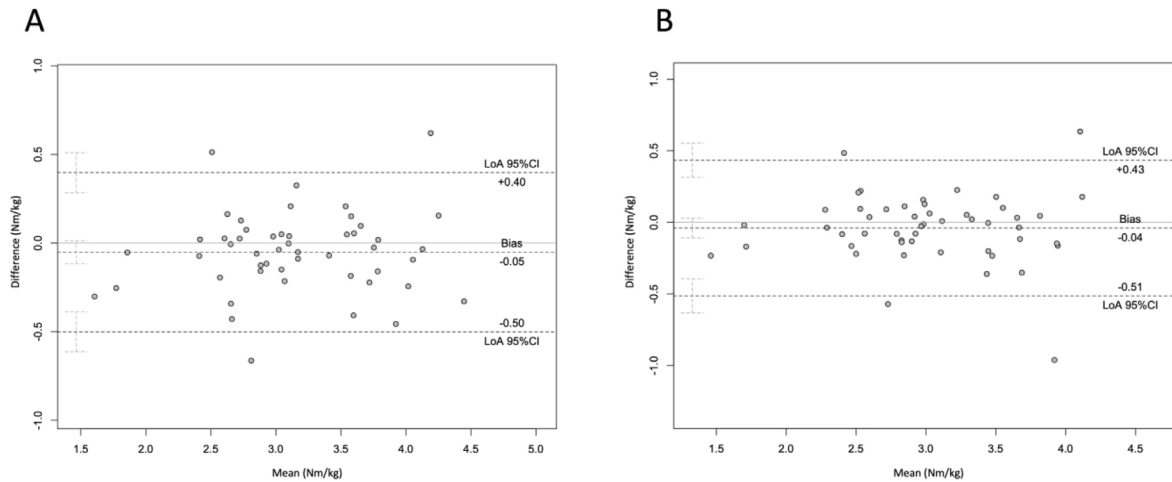 A
1.0
0.5
0.0
-0.5
-1.0
Difference (Nm/kg)
LoA 95%CI
+0.40
Bias
-0.05
-0.50
LoA 95%CI
1.5 2.0 2.5 3.0 3.5 4.0 4.5 5.0
Mean (Nm/kg)
B
1.0
0.5
0.0
-0.5
-1.0
Difference (Nm/kg)
LoA 95%CI
+0.43
Bias
-0.04
-0.51
LoA 95%CI
1.5 2.0 2.5 3.0 3.5 4.0 4.5
Mean (Nm/kg)